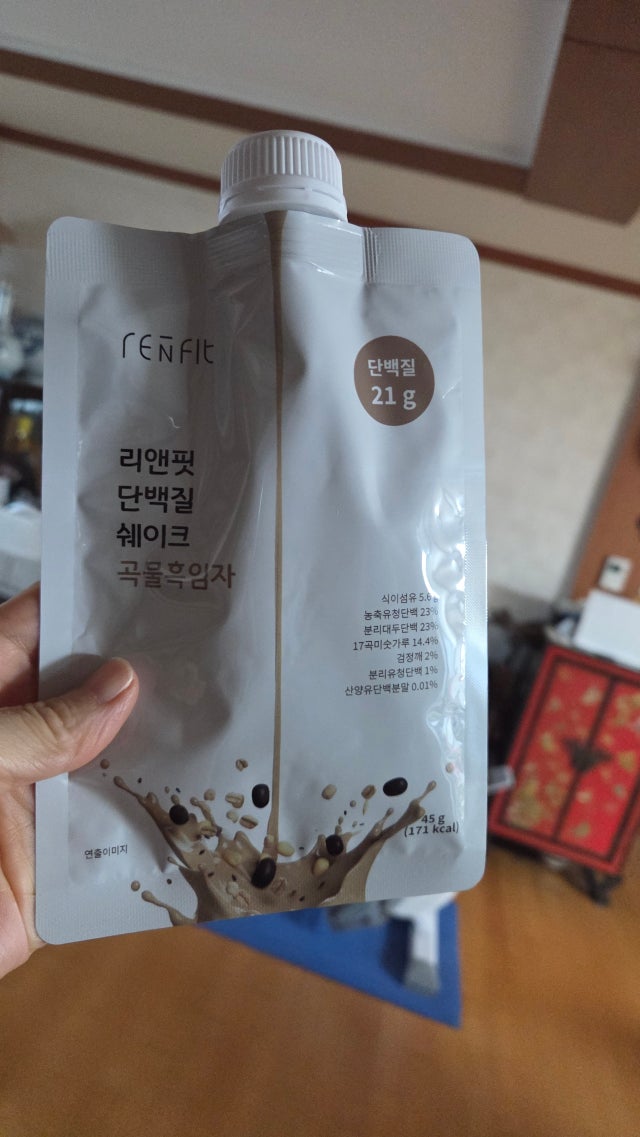 rENFIt
단백질
21 g
리앤핏
단백질
쉐이크
곡물흑임자
식이섬유 5.6 g
농축유청단백 23%
분리대두단백 23%
17곡미숫가루 14.4%
검정깨 2%
분리유청단백 1%
산양유단백분말 0.01%
45 g
(171 kcal)
연출이미지